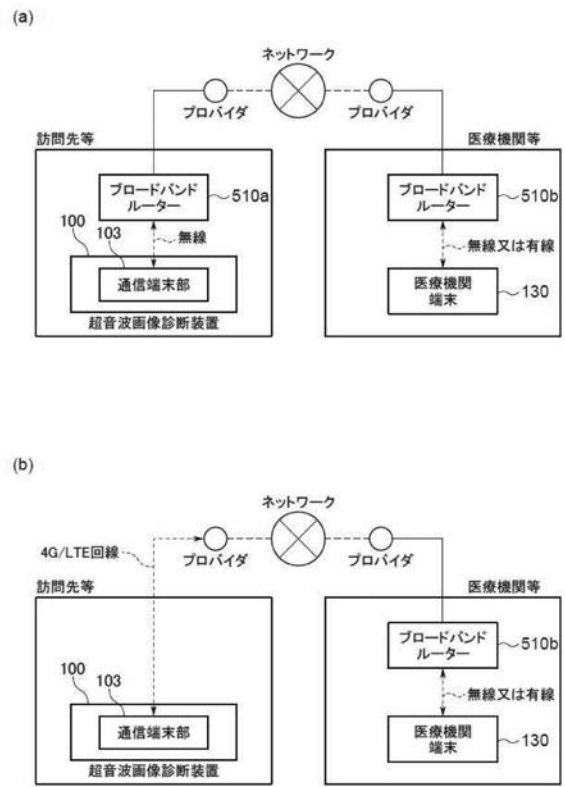 (a)
ネットワーク
プロバイダ
プロバイダ
訪問先等
医療機関等
ブロードバンド
ルーター
510a
ブロードバンド
ルーター
510b
100
103
無線
無線又は有線
通信端末部
医療機関
端末
130
超音波画像診断装置
(b)
ネットワーク
4G/LTE回線
プロバイダ
プロバイダ
訪問先等
医療機関等
ブロードバンド
ルーター
510b
100
103
無線又は有線
通信端末部
医療機関
端末
130
超音波画像診断装置